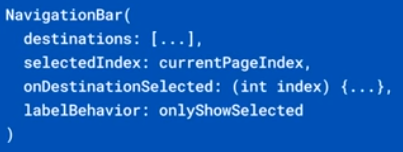 NavigationBar(
  destinations: [...],
  selectedIndex: currentPageIndex,
  onDestinationSelected: (int index) {...},
  labelBehavior: onlyShowSelected
)